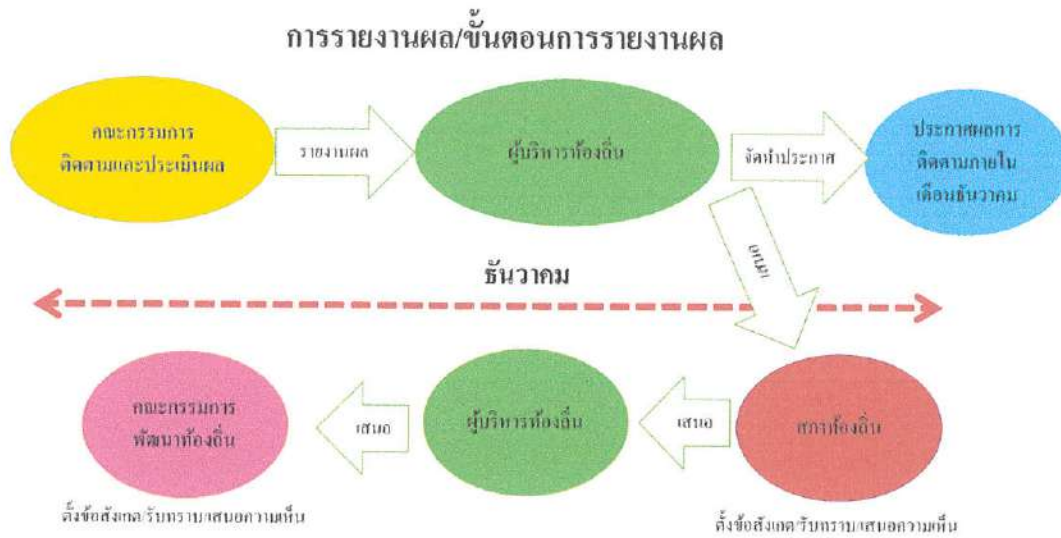 การรายงานผล/ขั้นตอนการรายงานผล
คณะกรรมการ
ติดตามและประเมินผล
รายงานผล
ผู้บริหารท้องถิ่น
จัดทำประกาศ
ประกาศผลการ
ติดตามภายใน
เดือนธันวาคม
เสนอ
ธันวาคม
คณะกรรมการ
พัฒนาท้องถิ่น
เสนอ
ผู้บริหารท้องถิ่น
เสนอ
สภาท้องถิ่น
ตั้งข้อสังเกต/รับทราบ/เสนอความเห็น
ตั้งข้อสังเกต/รับทราบ/เสนอความเห็น